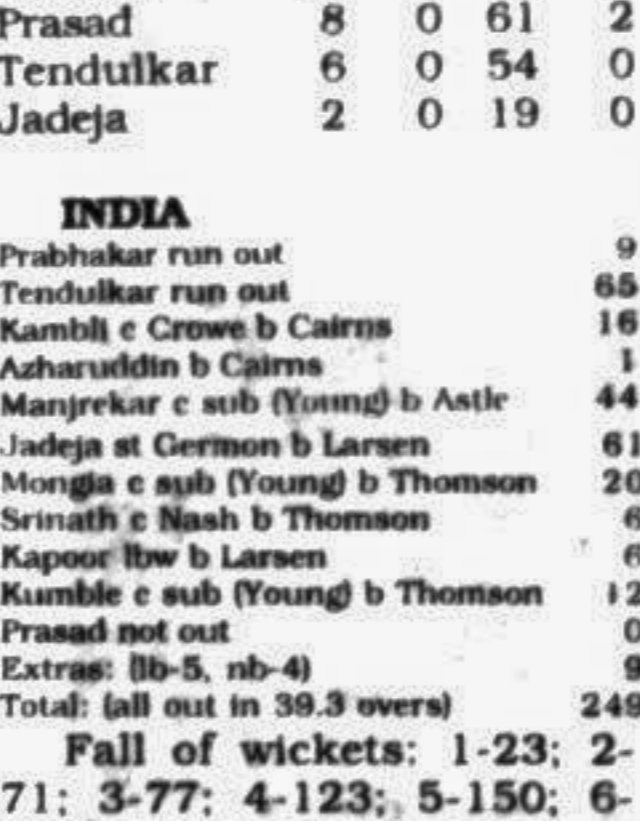 Prasad 8 0 61 2
Tendulkar 6 0 54 0
Jadeja 2 0 19 0
INDIA
Prabhakar run out 9
Tendulkar run out 65
Kambli c Crowe b Cairns 16
Azharuddin b Cairns 1
Manjrekar c sub (Young) b Astle 44
Jadeja st Germon b Larsen 61
Mongia c sub (Young) b Thomson 20
Srinath c Nash b Thomson 6
Kapoor lbw b Larsen 6
Kumble c sub (Young) b Thomson 12
Prasad not out 0
Extras: (lb-5, nb-4) 9
Total: (all out in 39.3 overs) 249
Fall of wickets: 1-23; 2-
71; 3-77; 4-123; 5-150; 6-